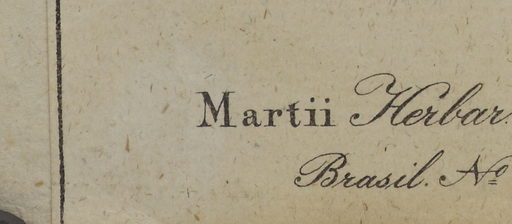 Martii Herbar.
Brasil. Nº